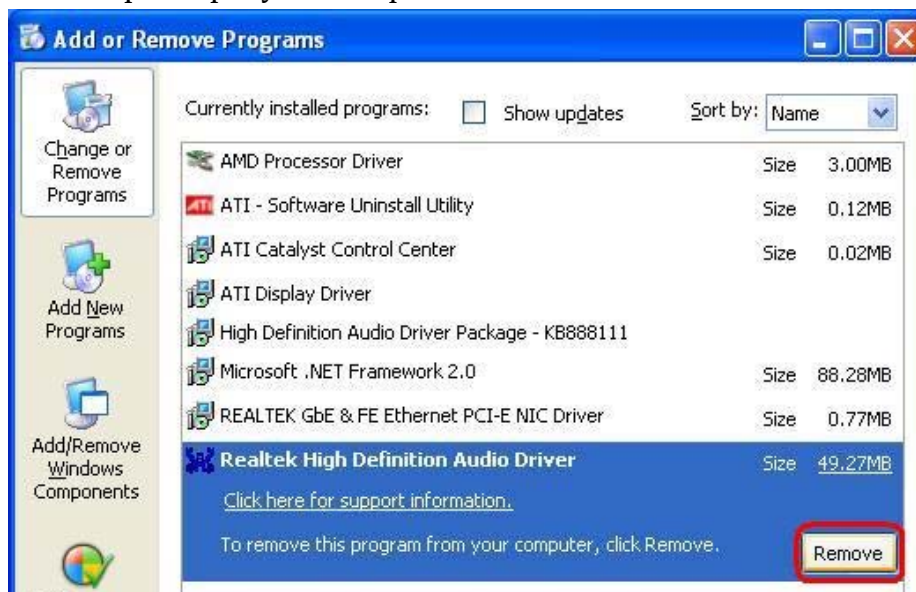 Add or Remove Programs
Change or
Remove
Programs
Add New
Programs
Add/Remove
Windows
Components
Currently installed programs: Show updates Sort by: Name
AMD Processor Driver Size 3.00MB
ATI ATI - Software Uninstall Utility Size 0.12MB
ATI Catalyst Control Center Size 0.02MB
ATI Display Driver
High Definition Audio Driver Package - KB888111
Microsoft .NET Framework 2.0 Size 88.28MB
REALTEK GbE & FE Ethernet PCI-E NIC Driver Size 0.77MB
Realtek High Definition Audio Driver Size 49.27MB
Click here for support information.
To remove this program from your computer, click Remove. Remove